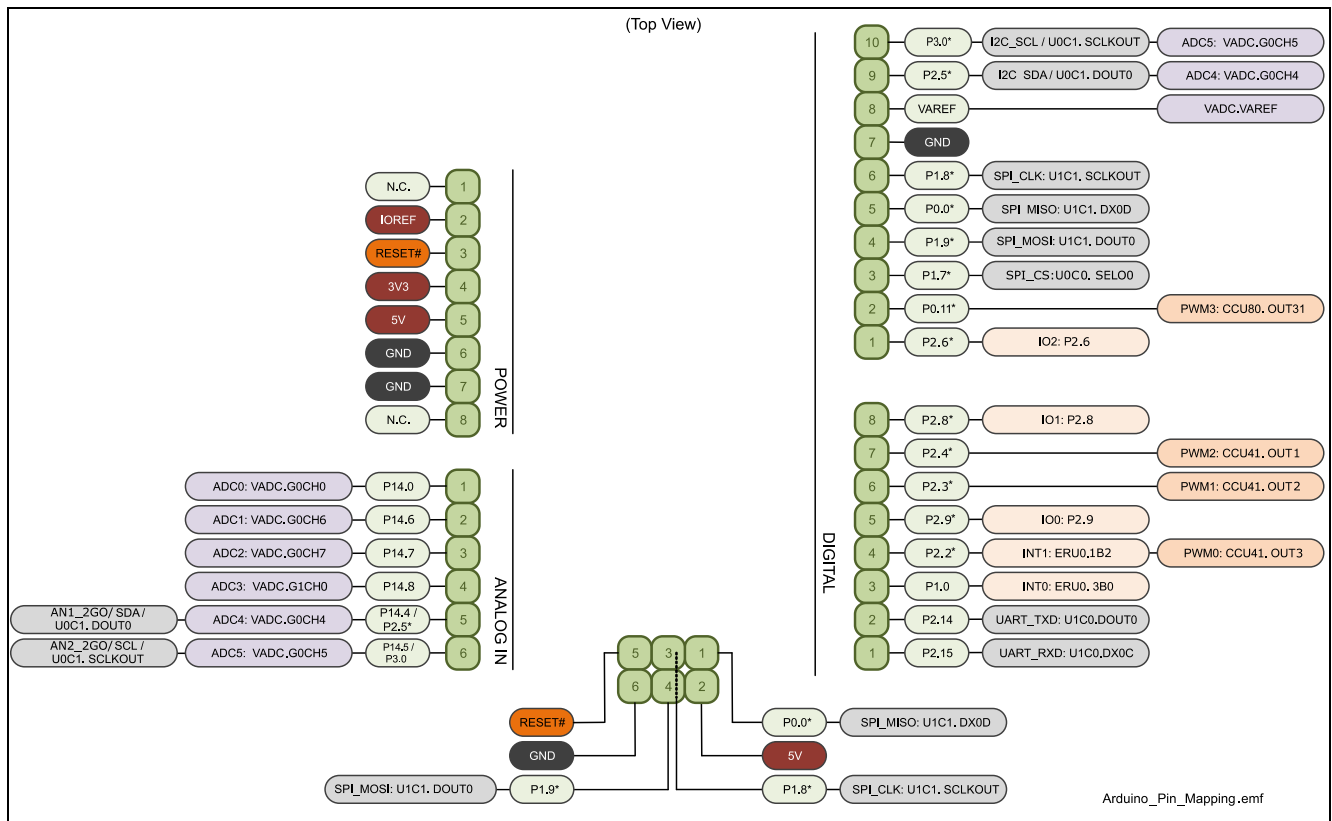 (Top View)
10 P3.0* I2C_SCL / U0C1. SCLKOUT ADC5: VADC.G0CH5
9 P2.5* I2C SDA / U0C1. DOUT0 ADC4: VADC.G0CH4
8 VAREF VADC.VAREF
7 GND
6 P1.8* SPI_CLK: U1C1. SCLKOUT
5 P0.0* SPI MISO: U1C1. DX0D
4 P1.9* SPI_MOSI: U1C1. DOUT0
3 P1.7* SPI_CS:U0C0. SELO0
2 P0.11* PWM3: CCU80. OUT31
1 P2.6* IO2: P2.6
N.C. 1
IOREF 2
RESET# 3
3V3 4
5V 5
GND 6
GND 7
N.C. 8
POWER
8 P2.8* IO1: P2.8
7 P2.4* PWM2: CCU41. OUT1
6 P2.3* PWM1: CCU41. OUT2
5 P2.9* IO0: P2.9
4 P2.2* INT1: ERU0.1B2 PWM0: CCU41. OUT3
3 P1.0 INT0: ERU0. 3B0
2 P2.14 UART_TXD: U1C0.DOUT0
1 P2.15 UART_RXD: U1C0.DX0C
DIGITAL
ADC0: VADC.G0CH0 P14.0 1
ADC1: VADC.G0CH6 P14.6 2
ADC2: VADC.G0CH7 P14.7 3
ADC3: VADC.G1CH0 P14.8 4
AN1_2GO/ SDA /
U0C1. DOUT0
ADC4: VADC.G0CH4
P14.4 /
P2.5*
5
AN2_2GO/ SCL
/ U0C1. SCLKOUT
ADC5: VADC.G0CH5
P14.5 /
P3.0
6
ANALOG IN
5 3 1
6 4 2
RESET#
GND
SPI_MOSI: U1C1. DOUT0 P1.9*
P0.0* SPI_MISO: U1C1. DX0D
5V
P1.8* SPI_CLK: U1C1. SCLKOUT
Arduino_Pin_Mapping.emf